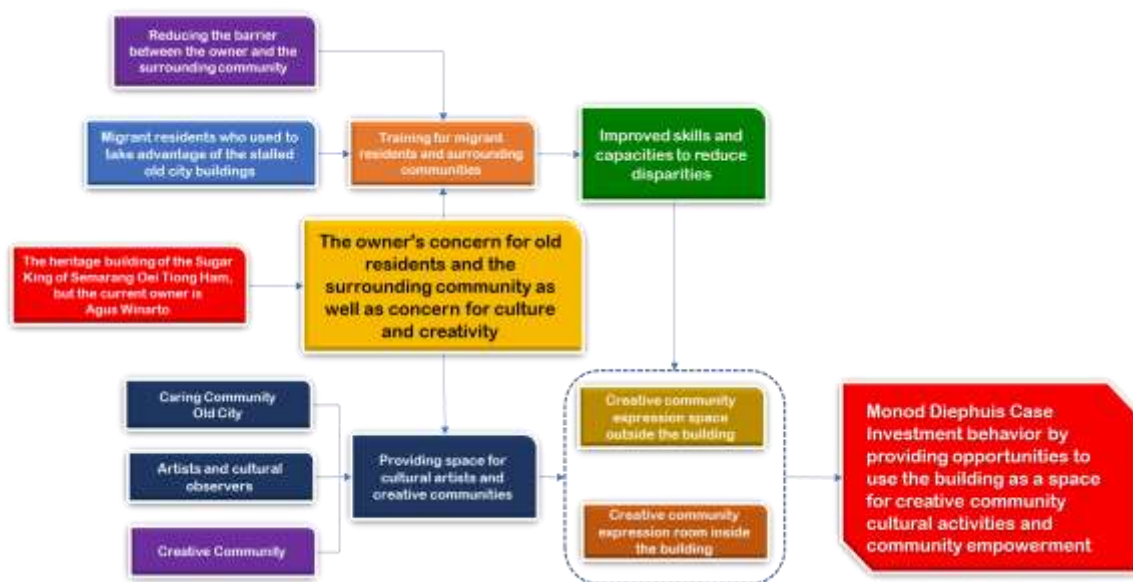 Reducing the barrier
between the owner and the
surrounding community
Migrant residents who used to
take advantage of the stalled
old city buildings
Training for migrant
residents and surrounding
communities
Improved skills and
capacities to reduce
disparities
The heritage building of the Sugar
King of Semarang Oei Tiong Ham,
but the current owner is
Agus Winarto
The owner's concern for old
residents and the
surrounding community as
well as concern for culture
and creativity
Caring Community
Old City
Artists and cultural
observers
Creative Community
Providing space for
cultural artists and
creative communities
Creative community
expression space
outside the building
Creative community
expression room inside
the building
Monod Diephuis Case
Investment behavior by
providing opportunities to
use the building as a space
for creative community
cultural activities and
community empowerment